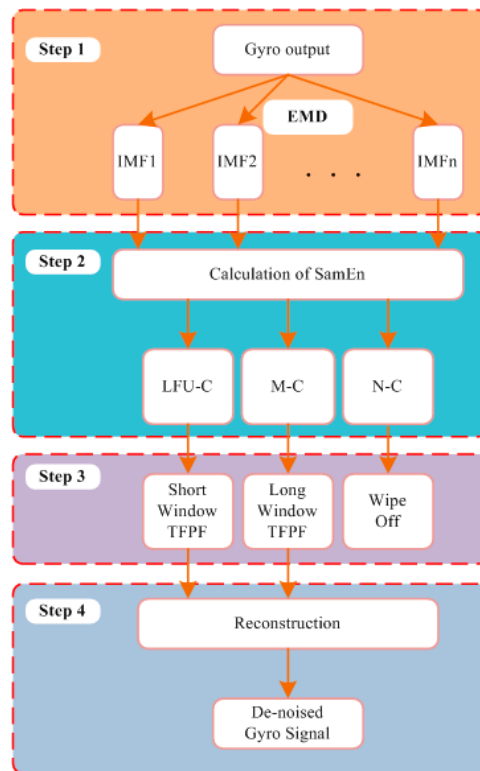 Step 1
Gyro output
EMD
IMF1
IMF2
. . .
IMFn
Step 2
Calculation of SamEn
LFU-C
M-C
N-C
Step 3
Short
Window
TFPF
Long
Window
TFPF
Wipe
Off
Step 4
Reconstruction
De-noised
Gyro Signal